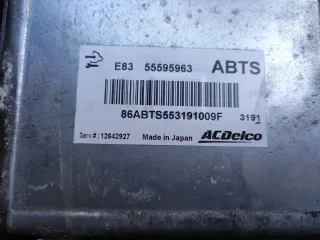 E83 55595963 ABTS
86ABTS553191009F 3191
Serv.#: 12642927 Made in Japan ACDelco